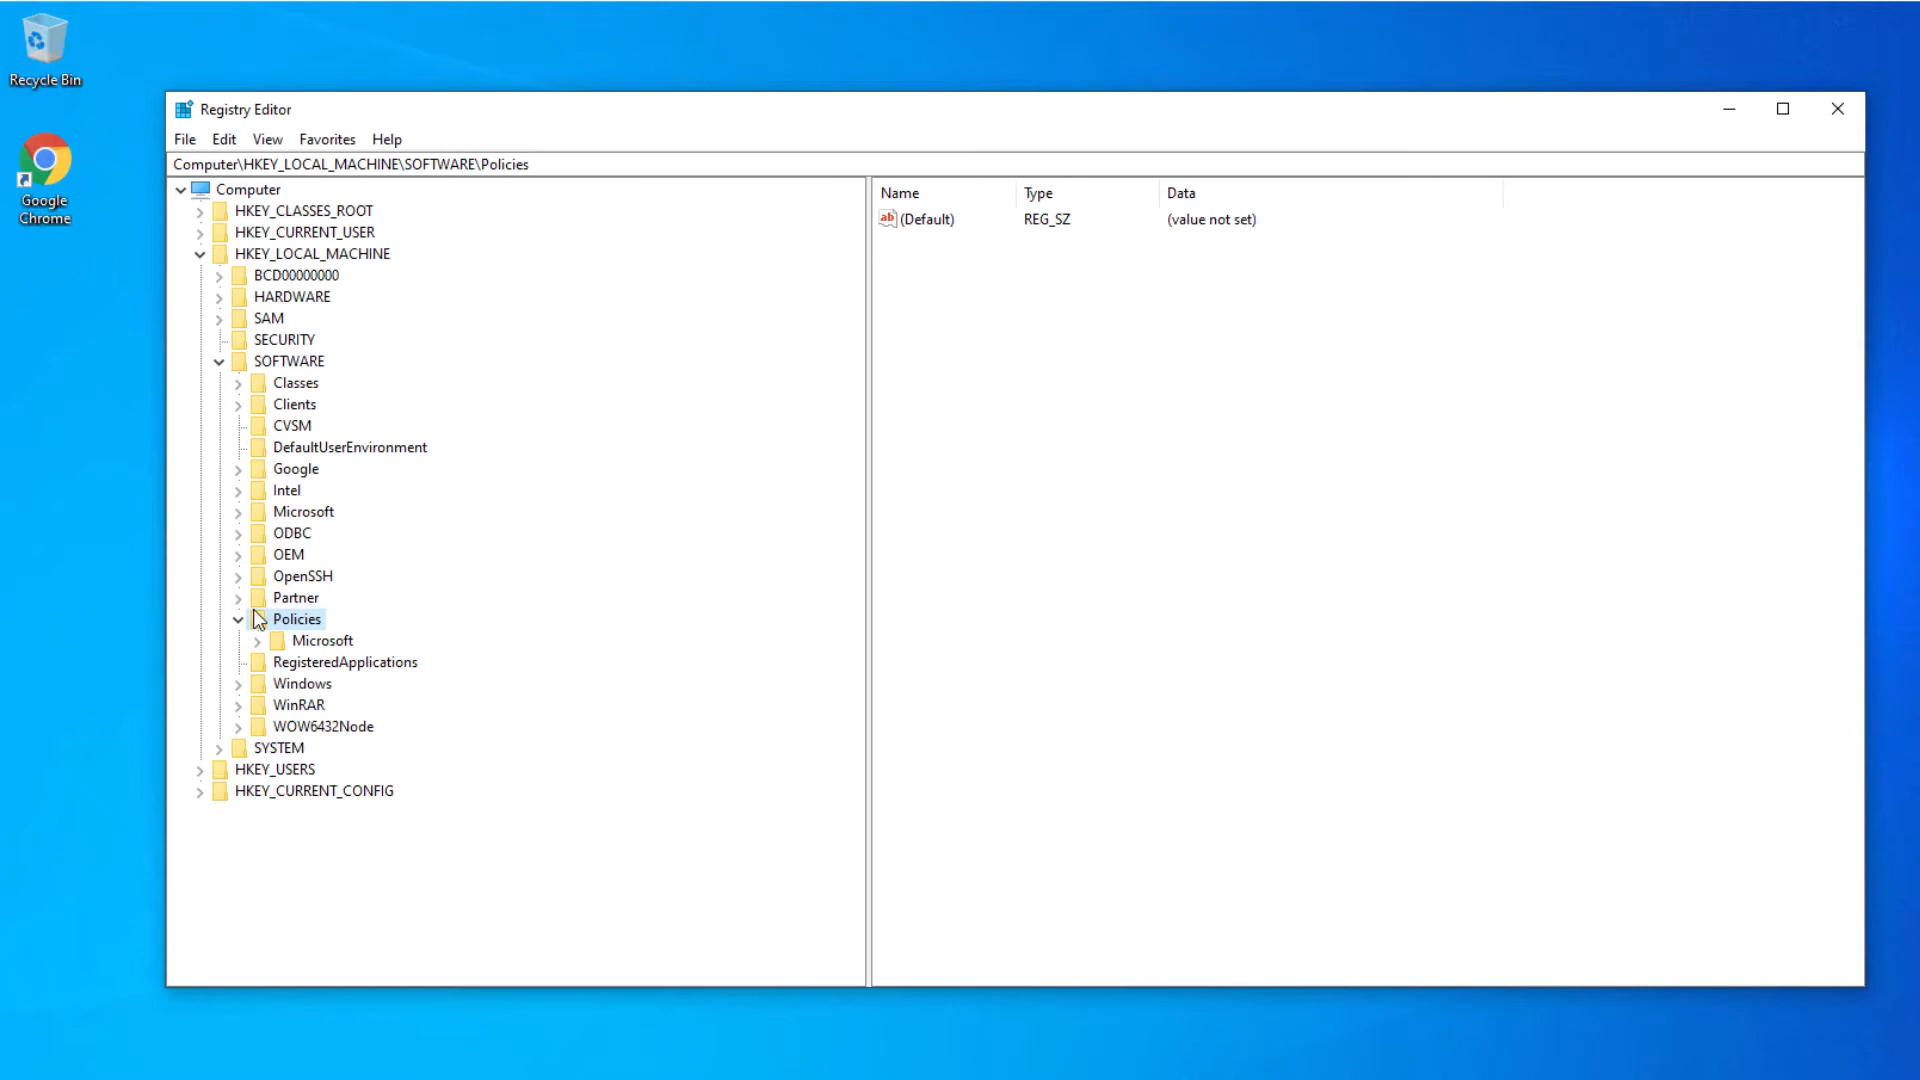 Recycle Bin
Google
Chrome
Registry Editor
File Edit View Favorites Help
Computer\HKEY_LOCAL_MACHINE\SOFTWARE\Policies
Computer
HKEY_CLASSES_ROOT
HKEY_CURRENT_USER
HKEY_LOCAL_MACHINE
BCD00000000
HARDWARE
SAM
SECURITY
SOFTWARE
Classes
Clients
CVSM
DefaultUserEnvironment
Google
Intel
Microsoft
ODBC
OEM
OpenSSH
Partner
Policies
Microsoft
RegisteredApplications
Windows
WinRAR
WOW6432Node
SYSTEM
HKEY_USERS
HKEY_CURRENT_CONFIG
Name Type Data
ab (Default) REG_SZ (value not set)